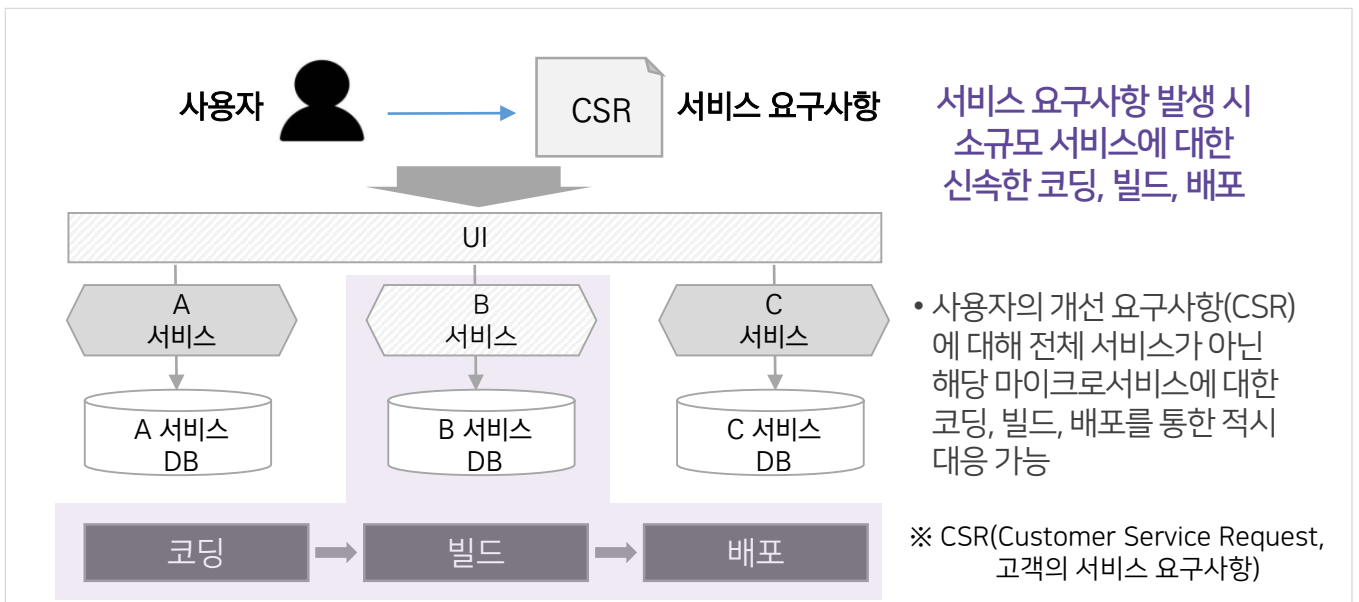 사용자
CSR
서비스 요구사항
서비스 요구사항 발생 시
소규모 서비스에 대한
신속한 코딩, 빌드, 배포
UI
A
서비스
B
서비스
C
서비스
A 서비스
DB
B 서비스
DB
C 서비스
DB
코딩
빌드
배포
• 사용자의 개선 요구사항(CSR)
에 대해 전체 서비스가 아닌
해당 마이크로서비스에 대한
코딩, 빌드, 배포를 통한 적시
대응 가능
※ CSR(Customer Service Request,
고객의 서비스 요구사항)